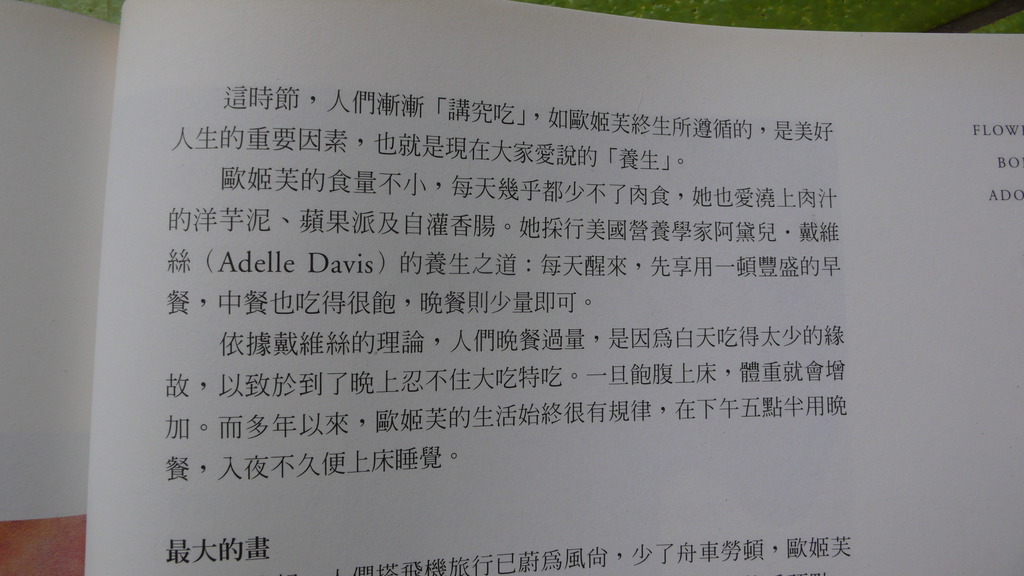 這時節，人們漸漸「講究吃」，如歐姬芙終生所遵循的，是美好
人生的重要因素，也就是現在大家愛說的「養生」。
歐姬芙的食量不小，每天幾乎都少不了肉食，她也愛澆上肉汁
的洋芋泥、蘋果派及自灌香腸。她採行美國營養學家阿黛兒·戴維
絲（Adelle Davis）的養生之道：每天醒來，先享用一頓豐盛的早
餐，中餐也吃得很飽，晚餐則少量即可。
依據戴維絲的理論，人們晚餐過量，是因為白天吃得太少的緣
故，以致於到了晚上忍不住大吃特吃。一旦飽腹上床，體重就會增
加。而多年以來，歐姬芙的生活始終很有規律，在下午五點半用晚
餐，入夜不久便上床睡覺。
最大的畫
人們搭飛機旅行已蔚為風尚，少了舟車勞頓，歐姬芙
FLOW
BO
ADO